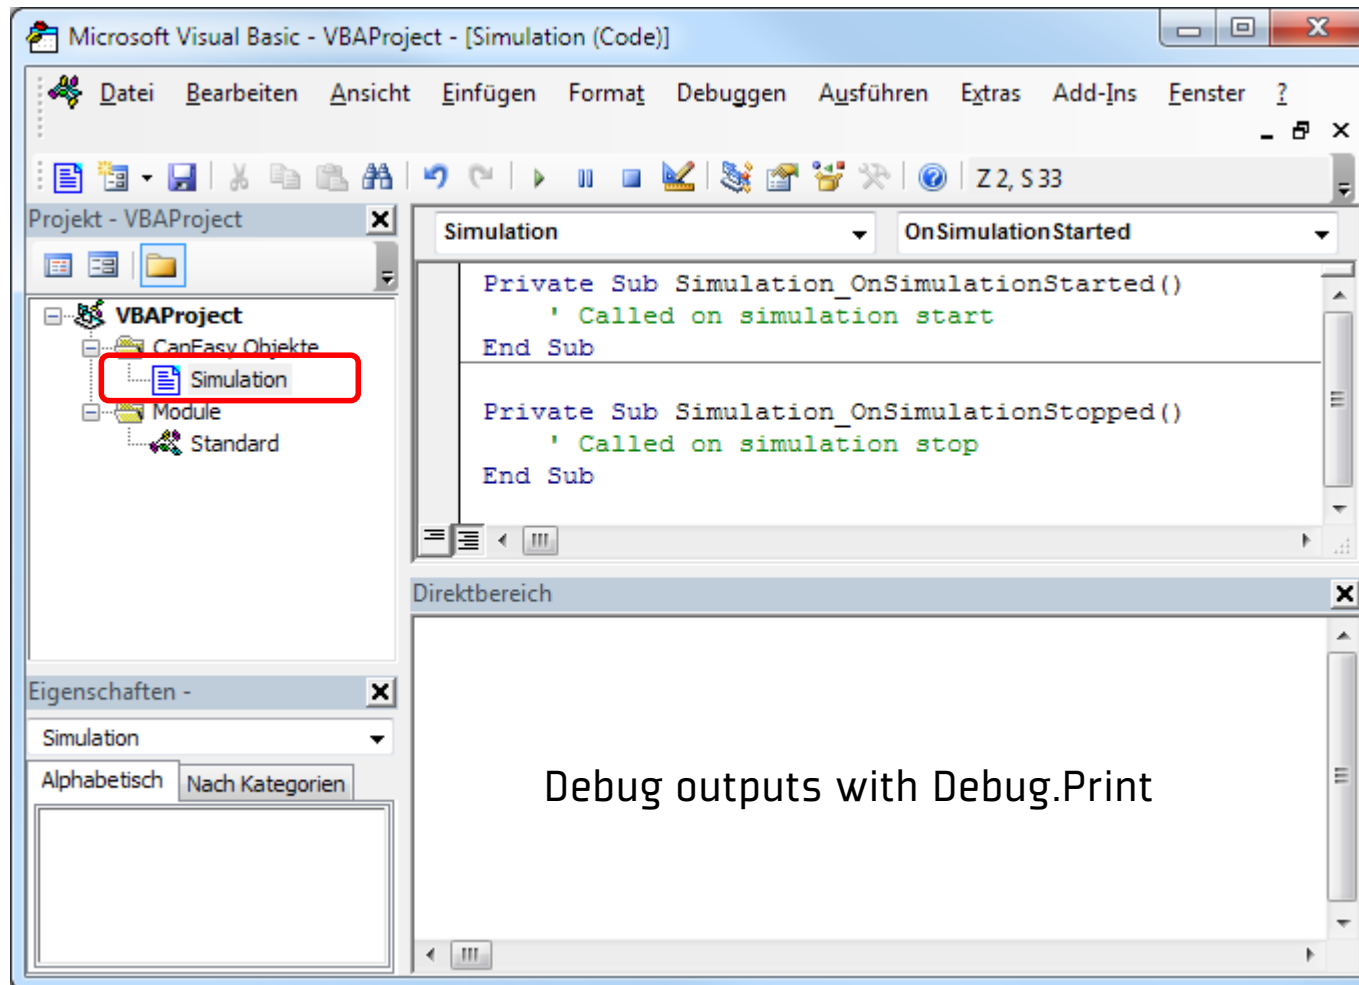 Microsoft Visual Basic - VBAProject - [Simulation (Code)]
Datei Bearbeiten Ansicht Einfügen Format Debuggen Ausführen Extras Add-Ins Fenster ?
Z 2, S 33
Projekt - VBAProject
VBAProject
CanEasy Objekte
Simulation
Module
Standard
Simulation OnSimulationStarted
Private Sub Simulation_OnSimulationStarted()
' Called on simulation start
End Sub
Private Sub Simulation_OnSimulationStopped()
' Called on simulation stop
End Sub
Direktbereich
Debug outputs with Debug.Print
Eigenschaften -
Simulation
Alphabetisch Nach Kategorien